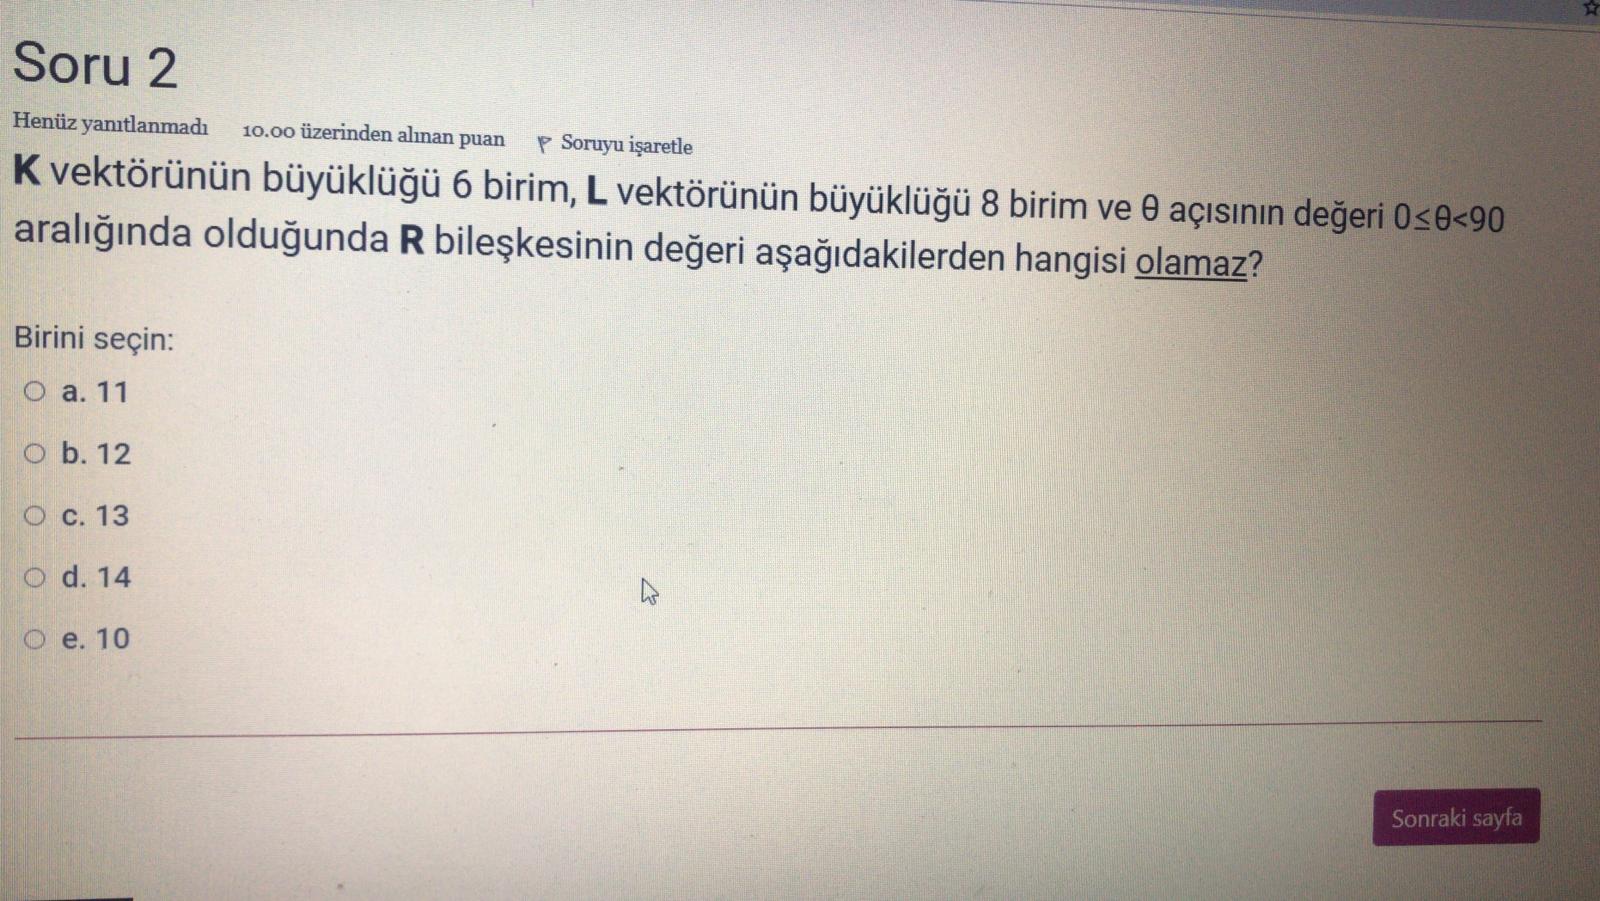 Soru 2
Henüz yanıtlanmadı 10.00 üzerinden alınan puan Soruyu işaretle
K vektörünün büyüklüğü 6 birim, L vektörünün büyüklüğü 8 birim ve θ açısının değeri 0≤θ<90
aralığında olduğunda R bileşkesinin değeri aşağıdakilerden hangisi olamaz?
Birini seçin:
a. 11
b. 12
c. 13
d. 14
e. 10
Sonraki sayfa